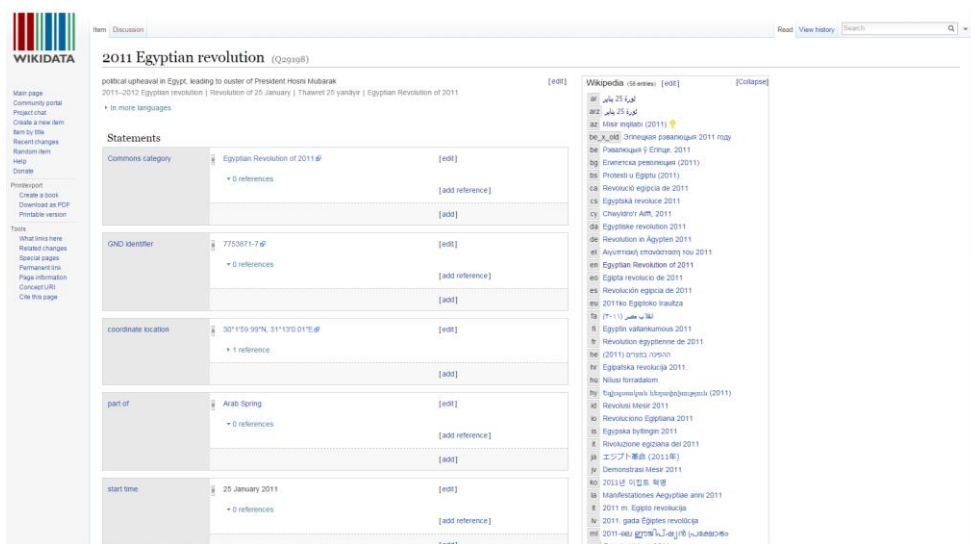 WIKIDATA
Item Discussion
Read View history Search
2011 Egyptian revolution (Q29198)
political upheaval in Egypt, leading to ouster of President Hosni Mubarak [edit]
2011–2012 Egyptian revolution | Revolution of 25 January | Thawret 25 yanāyir | Egyptian Revolution of 2011
In more languages
Main page
Community portal
Project chat
Create a new item
Item by title
Recent changes
Random item
Help
Donate
Print/export
Create a book
Download as PDF
Printable version
Tools
What links here
Related changes
Special pages
Permanent link
Page information
Concept URI
Cite this page
Statements
Commons category
Egyptian Revolution of 2011 [edit]
0 references
[add reference]
[add]
GND identifier
7753871-7 [edit]
0 references
[add reference]
[add]
coordinate location
30°1'59.99"N, 31°13'0.01"E [edit]
1 reference
[add]
part of
Arab Spring [edit]
0 references
[add reference]
[add]
start time
25 January 2011 [edit]
0 references
[add reference]
Wikipedia (58 entries) [edit] [Collapse]
ar ثورة 25 يناير
arz ثورة 25 يناير
az Misir inqilabı (2011)
be_x_old Эгіпецкая рэвалюцыя 2011 году
be Рэвалюцыя ў Егіпце, 2011
bg Египетска революция (2011)
bs Protesti u Egiptu (2011)
ca Revolució egípcia de 2011
cs Egyptská revoluce 2011
cy Chwyldro'r Aifft, 2011
da Egyptiske revolution 2011
de Revolution in Ägypten 2011
el Αιγυπτιακή επανάσταση του 2011
en Egyptian Revolution of 2011
eo Egipta revolucio de 2011
es Revolución egipcia de 2011
eu 2011ko Egiptoko Iraultza
fa انقلاب مصر (۲۰۱۱)
fi Egyptin vallankumous 2011
fr Révolution égyptienne de 2011
he ההפיכה במצרים (2011)
hr Egipatska revolucija 2011.
hu Nílusi forradalom
hy Եգիպտական հեղափոխություն (2011)
id Revolusi Mesir 2011
io Revoluciono Egiptiana 2011
is Egypska byltingin 2011
it Rivoluzione egiziana del 2011
ja エジプト革命 (2011年)
jv Demonstrasi Mesir 2011
ko 2011년 이집트 혁명
la Manifestationes Aegyptiae anni 2011
lt 2011 m. Egipto revoliucija
lv 2011. gada Ēģiptes revolūcija
ml 2011-ലെ ഈജിപ്ഷ്യൻ പ്രക്ഷോഭം